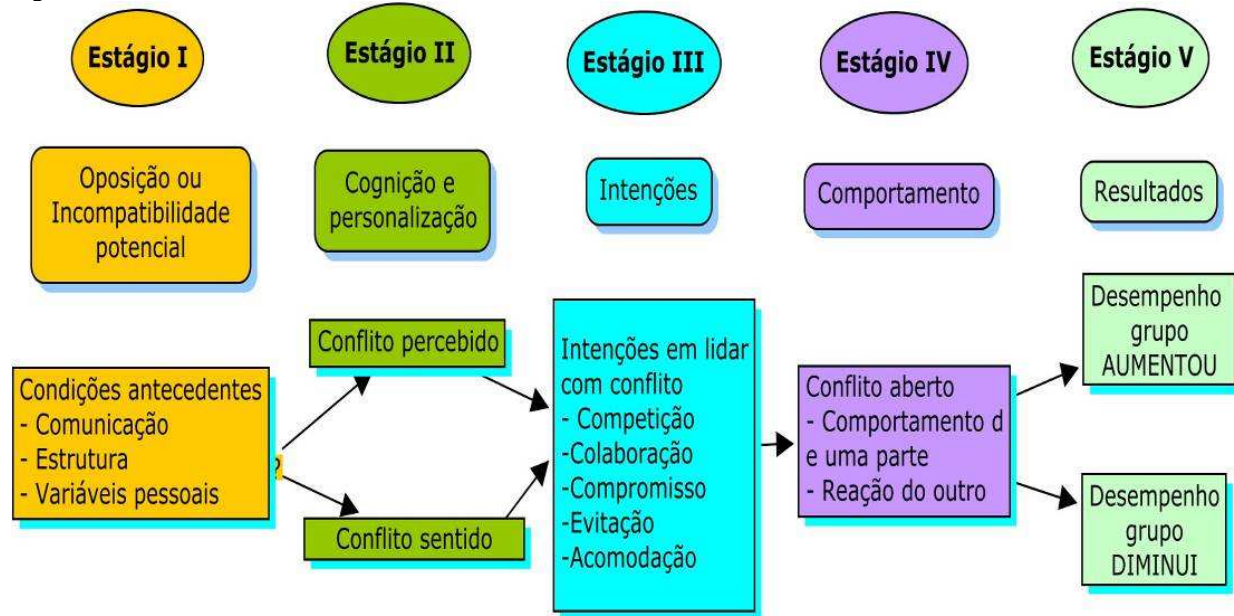 Estágio I
Estágio II
Estágio III
Estágio IV
Estágio V
Oposição ou
Incompatibilidade
potencial
Cognição e
personalização
Intenções
Comportamento
Resultados
Condições antecedentes
- Comunicação
- Estrutura
- Variáveis pessoais
Conflito percebido
Conflito sentido
Intenções em lidar
com conflito
- Competição
-Colaboração
-Compromisso
-Evitação
-Acomodação
Conflito aberto
- Comportamento d
e uma parte
- Reação do outro
Desempenho
grupo
AUMENTOU
Desempenho
grupo
DIMINUI